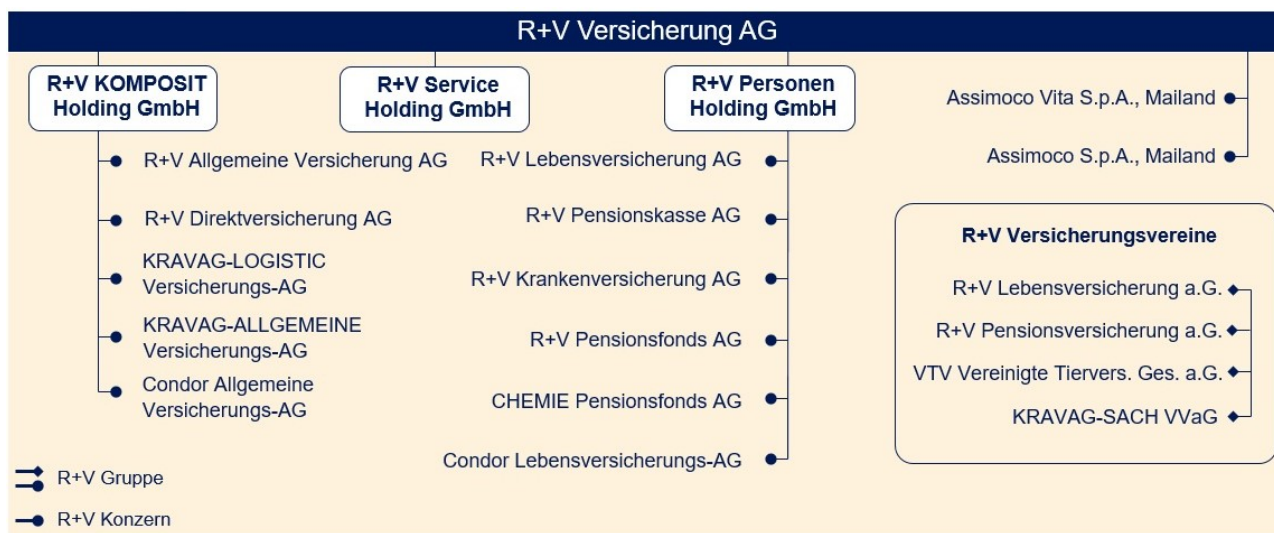 R+V Versicherung AG
R+V KOMPOSIT
Holding GmbH
R+V Allgemeine Versicherung AG
R+V Direktversicherung AG
KRAVAG-LOGISTIC
Versicherungs-AG
KRAVAG-ALLGEMEINE
Versicherungs-AG
Condor Allgemeine
Versicherungs-AG
R+V Service
Holding GmbH
R+V Personen
Holding GmbH
R+V Lebensversicherung AG
R+V Pensionskasse AG
R+V Krankenversicherung AG
R+V Pensionsfonds AG
CHEMIE Pensionsfonds AG
Condor Lebensversicherungs-AG
Assimoco Vita S.p.A., Mailand
Assimoco S.p.A., Mailand
R+V Versicherungsvereine
R+V Lebensversicherung a.G.
R+V Pensionsversicherung a.G.
VTV Vereinigte Tiervers. Ges. a.G.
KRAVAG-SACH VVaG
R+V Gruppe
R+V Konzern